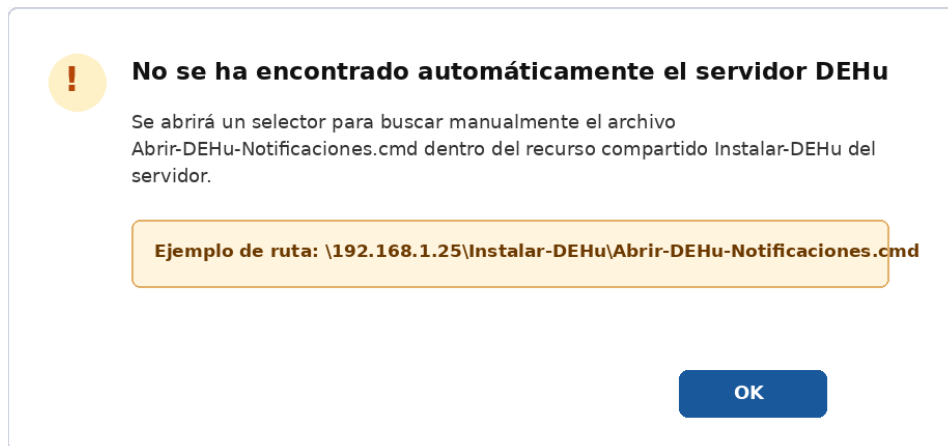 !
No se ha encontrado automáticamente el servidor DEHu
Se abrirá un selector para buscar manualmente el archivo
Abrir-DEHu-Notificaciones.cmd dentro del recurso compartido Instalar-DEHu del
servidor.
Ejemplo de ruta: \192.168.1.25\Instalar-DEHu\Abrir-DEHu-Notificaciones.cmd
OK